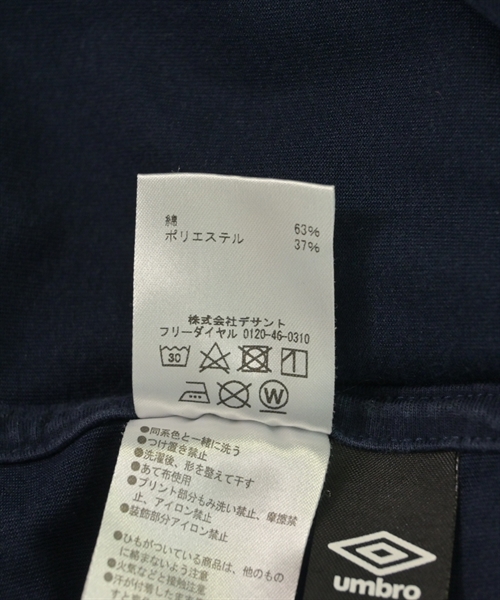 綿 63%
ポリエステル 37%
株式会社デサント
フリーダイヤル 0120-46-0310
30
W
●同系色と一緒に洗う
●つけ置き禁止
●洗濯後、形を整えて干す
●あて布使用
●プリント部分もみ洗い禁止、摩擦禁
止、アイロン禁止
●装飾部分アイロン禁止
●ひもがついている商品は、他のもの
に絡まないよう注意
●火気などと接触注意
●汗が付着したまま
umbro